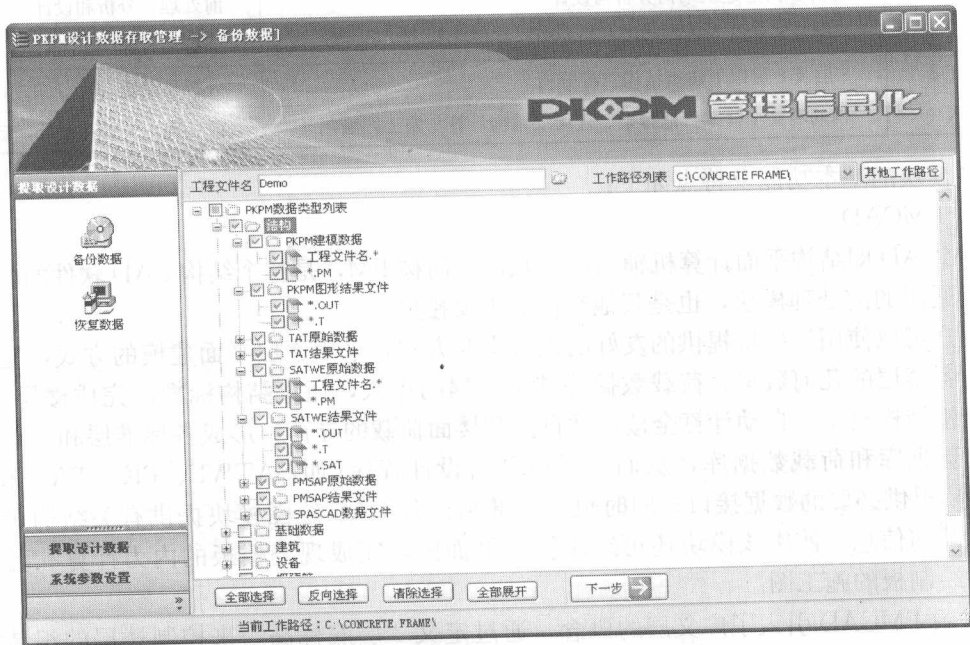 PKPM设计数据存取管理 -> 备份数据]
PKPM 管理信息化
提取设计数据
工程文件名 Demo
工作路径列表 C:\CONCRETE FRAME\ 其他工作路径
备份数据
恢复数据
PKPM数据类型列表
结构
PKPM建模数据
工程文件名.*
*.PM
PKPM图形结果文件
*.OUT
*.T
TAT原始数据
TAT结果文件
SATWE原始数据
工程文件名.*
*.PM
SATWE结果文件
*.OUT
*.T
*.SAT
PMSAP原始数据
PMSAP结果文件
SPASCAD数据文件
基础数据
建筑
设备
提取设计数据
系统参数设置
全部选择 反向选择 清除选择 全部展开 下一步
当前工作路径：C:\CONCRETE FRAME\